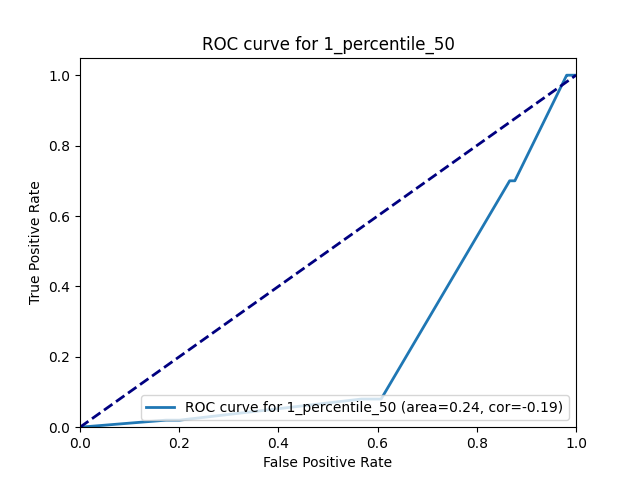 ROC curve for 1_percentile_50
True Positive Rate
1.0
0.8
0.6
0.4
0.2
0.0
ROC curve for 1_percentile_50 (area=0.24, cor=-0.19)
0.0 0.2 0.4 0.6 0.8 1.0
False Positive Rate